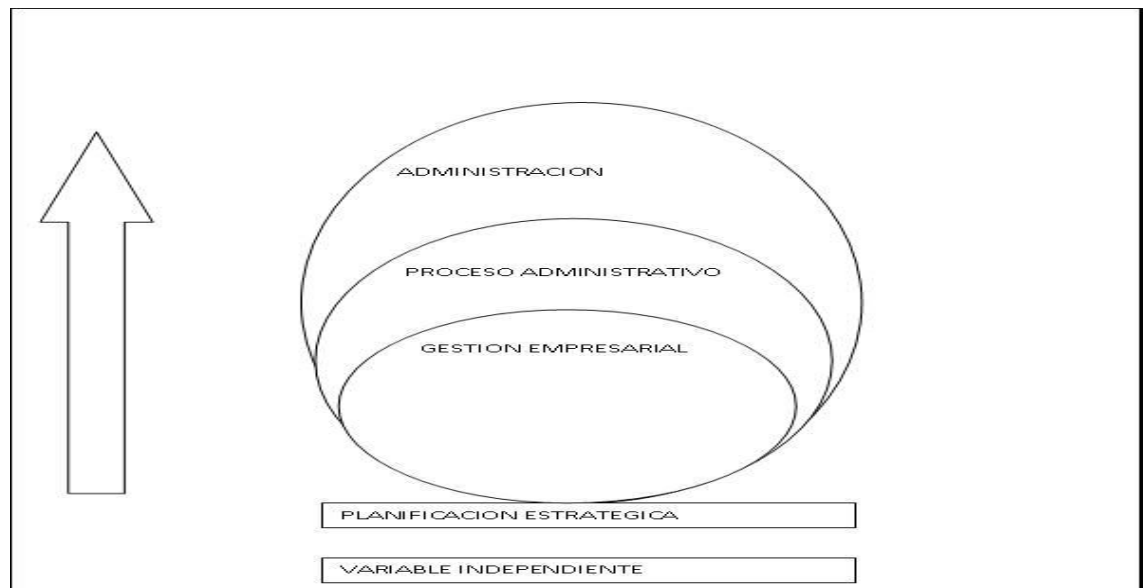 ADMINISTRACION
PROCESO ADMINISTRATIVO
GESTION EMPRESARIAL
PLANIFICACION ESTRATEGICA
VARIABLE INDEPENDIENTE